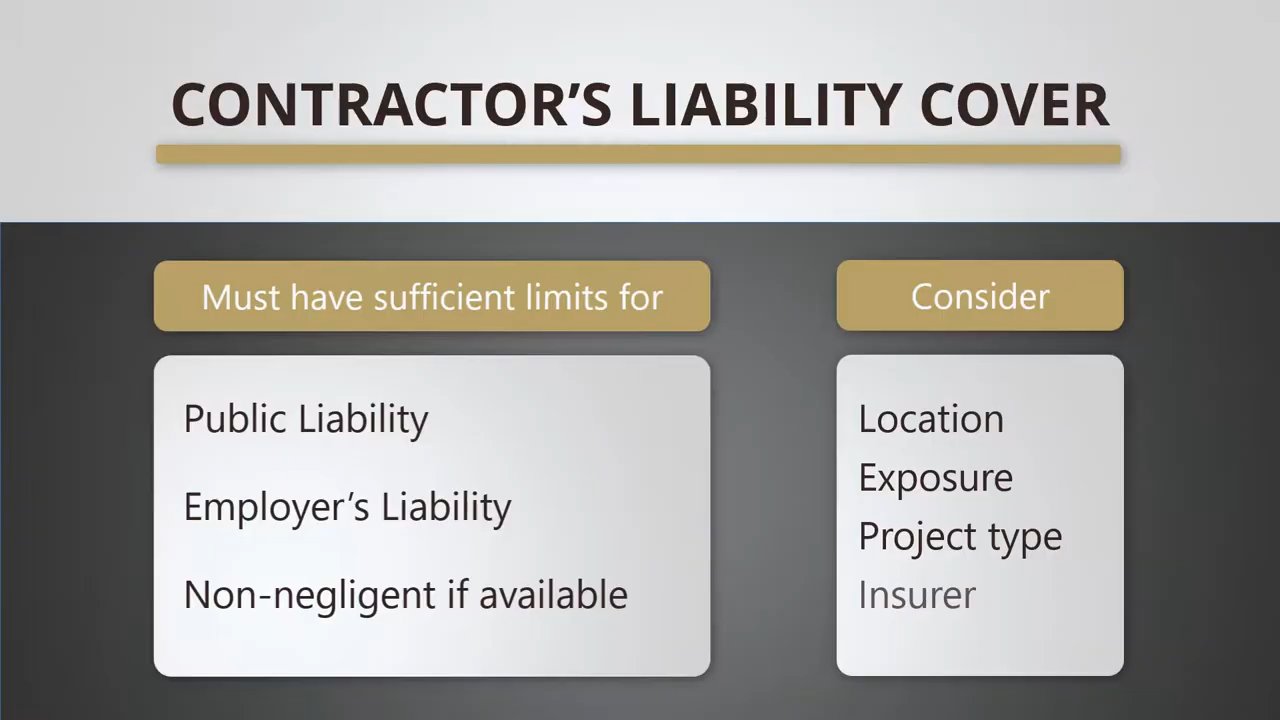 CONTRACTOR’S LIABILITY COVER
Must have sufficient limits for
Public Liability
Employer’s Liability
Non-negligent if available
Consider
Location
Exposure
Project type
Insurer